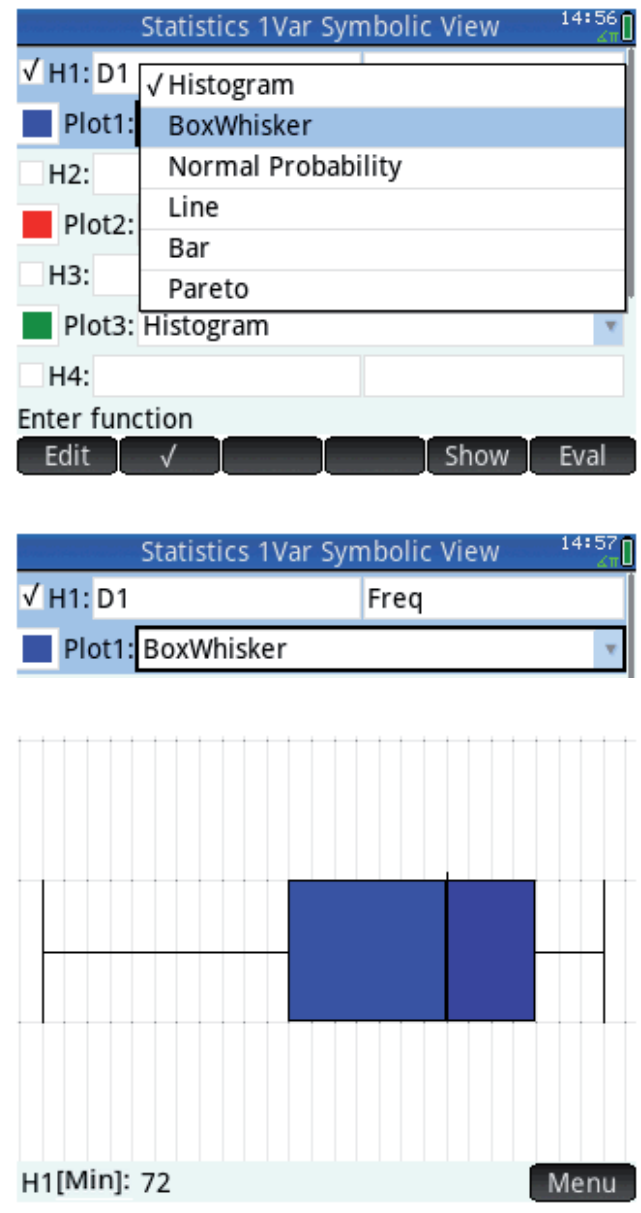 Statistics 1Var Symbolic View 14:56
∡π
√ H1: D1
√ Histogram
Plot1: BoxWhisker
H2: Normal Probability
Plot2: Line
Bar
H3: Pareto
Plot3: Histogram
H4:
Enter function
Edit √ Show Eval
Statistics 1Var Symbolic View 14:57
∡π
√ H1: D1 Freq
Plot1: BoxWhisker
H1[Min]: 72 Menu